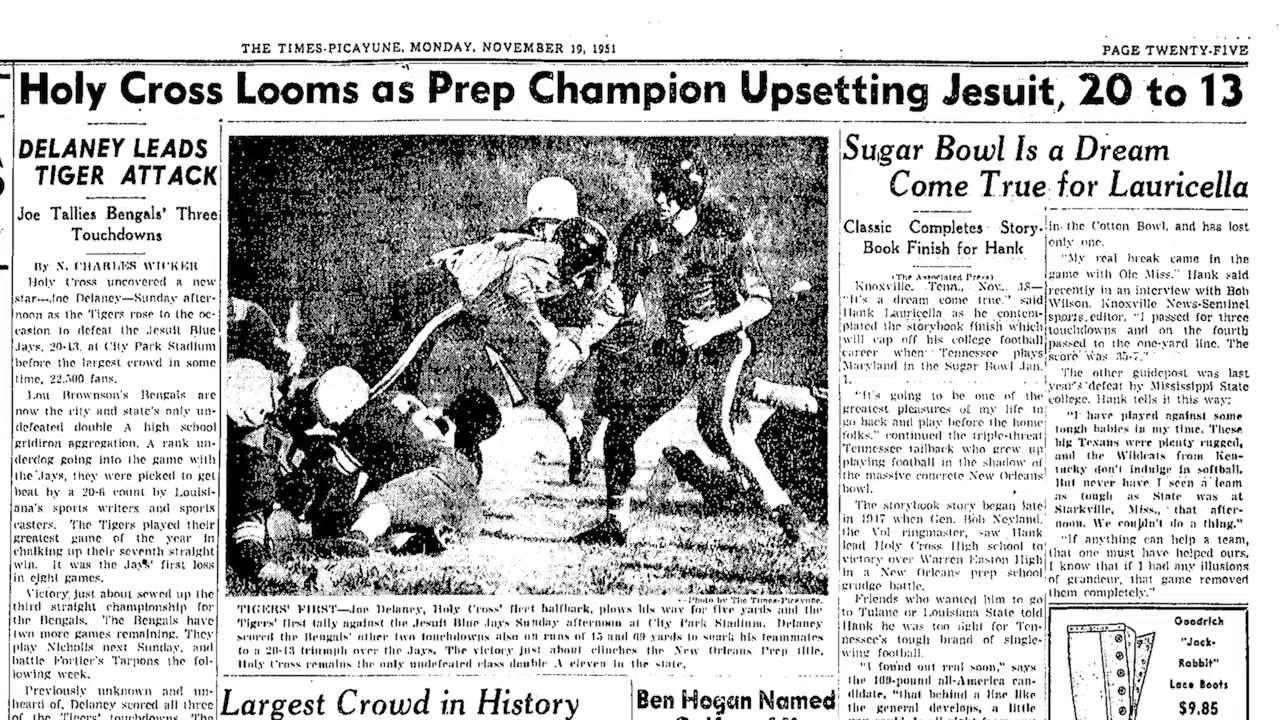 THE TIMES-PICAYUNE, MONDAY, NOVEMBER 19, 1951
PAGE TWENTY-FIVE
Holy Cross Looms as Prep Champion Upsetting Jesuit, 20 to 13
DELANEY LEADS
TIGER ATTACK
Joe Tallies Bengals' Three
Touchdowns
By N. CHARLES WICKER
Holy Cross uncovered a new
star—Joe Delaney—Sunday after-
noon as the Tigers rose to the oc-
casion to defeat the Jesuit Blue
Jays, 20-13, at City Park Stadium
before the largest crowd in some
time, 22,500 fans.
Lou Brownson's Bengals are
now the city and state's only un-
defeated double A high school
gridiron aggregation. A rank un-
derdog going into the game with
the Jays, they were picked to get
beat by a 20-6 count by Louisi-
ana's sports writers and sports
casters. The Tigers played their
greatest game of the year in
chalking up their seventh straight
win. It was the Jays' first loss
in eight games.
Victory just about sewed up the
third straight championship for
the Bengals. The Bengals have
two more games remaining. They
play Nicholls next Sunday, and
battle Fortier's Tarpons the fol-
lowing week.
Previously unknown and un-
heard of, Delaney scored all three
of the Tigers' touchdowns. The
—Photo by The Times-Picayune.
TIGERS' FIRST—Joe Delaney, Holy Cross' fleet halfback, plows his way for five yards and the
Tigers' first tally against the Jesuit Blue Jays Sunday afternoon at City Park Stadium. Delaney
scored the Bengals' other two touchdowns also on runs of 15 and 69 yards to spark his teammates
to a 20-13 triumph over the Jays. The victory just about clinches the New Orleans Prep title.
Holy Cross remains the only undefeated class double A eleven in the state.
Largest Crowd in History
Ben Hogan Named
Sugar Bowl Is a Dream
Come True for Lauricella
Classic Completes Story-
Book Finish for Hank
(The Associated Press)
Knoxville, Tenn., Nov. 18—
"It's a dream come true," said
Hank Lauricella as he contem-
plated the storybook finish which
will cap off his college football
career when Tennessee plays
Maryland in the Sugar Bowl Jan.
1.
"It's going to be one of the
greatest pleasures of my life to
go back and play before the home
folks," continued the triple-threat
Tennessee tailback who grew up
playing football in the shadow of
the massive concrete New Orleans
bowl.
The storybook story began late
in 1947 when Gen. Bob Neyland,
the Vol ringmaster, saw Hank
lead Holy Cross High school to
victory over Warren Easton High
in a New Orleans prep school
grudge battle.
Friends who wanted him to go
to Tulane or Louisiana State told
Hank he was too light for Ten-
nessee's tough brand of single-
wing football.
"I found out real soon," says
the 169-pound all-America can-
didate, "that behind a line like
the general develops, a little
in the Cotton Bowl, and has lost
only one.
"My real break came in the
game with Ole Miss." Hank said
recently in an interview with Bob
Wilson, Knoxville News-Sentinel
sports editor. "I passed for three
touchdowns and on the fourth
passed to the one-yard line. The
score was 35-7."
The other guidepost was last
year's defeat by Mississippi State
college. Hank tells it this way:
"I have played against some
tough babies in my time. These
big Texans were plenty rugged,
and the Wildcats from Ken-
tucky don't indulge in softball.
But never have I seen a team
as tough as State was at
Starkville, Miss., that after-
noon. We couldn't do a thing."
"If anything can help a team,
that one must have helped ours.
I know that if I had any illusions
of grandeur, that game removed
them completely."
Goodrich
"Jack-
Rabbit"
Lace Boots
$9.85